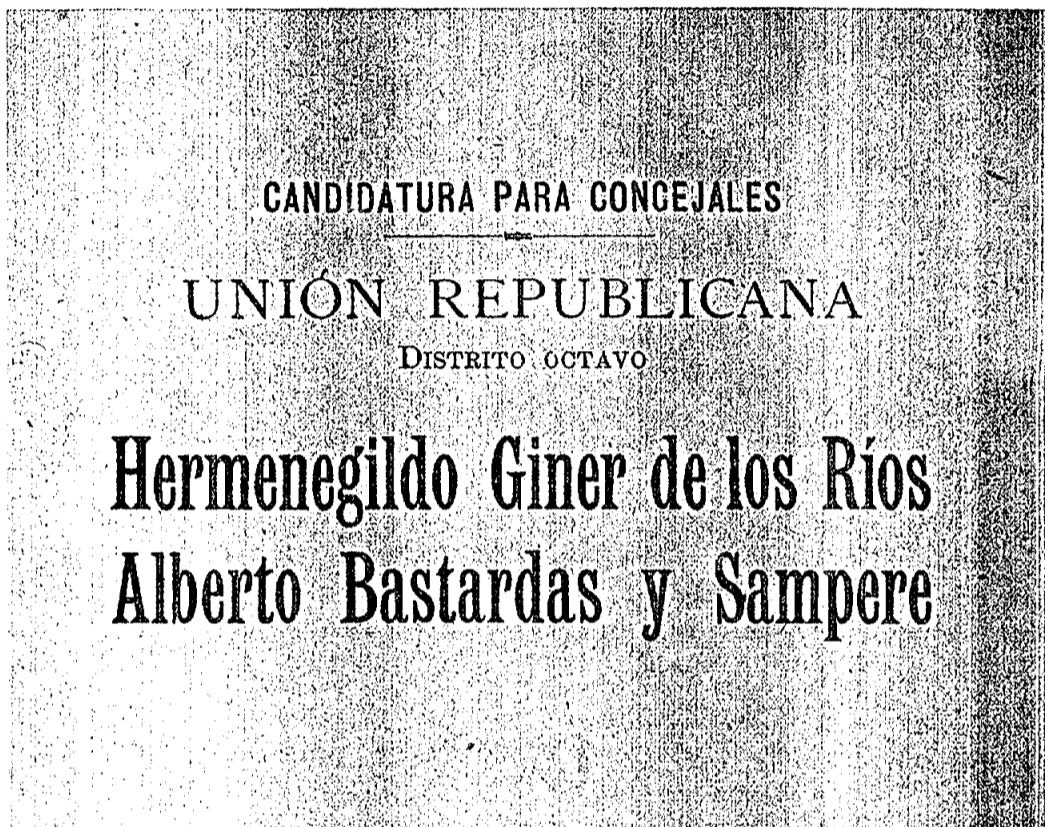 CANDIDATURA PARA CONCEJALES
UNIÓN REPUBLICANA
DISTRITO OCTAVO
Hermenegildo Giner de los Ríos
Alberto Bastardas y Sampere